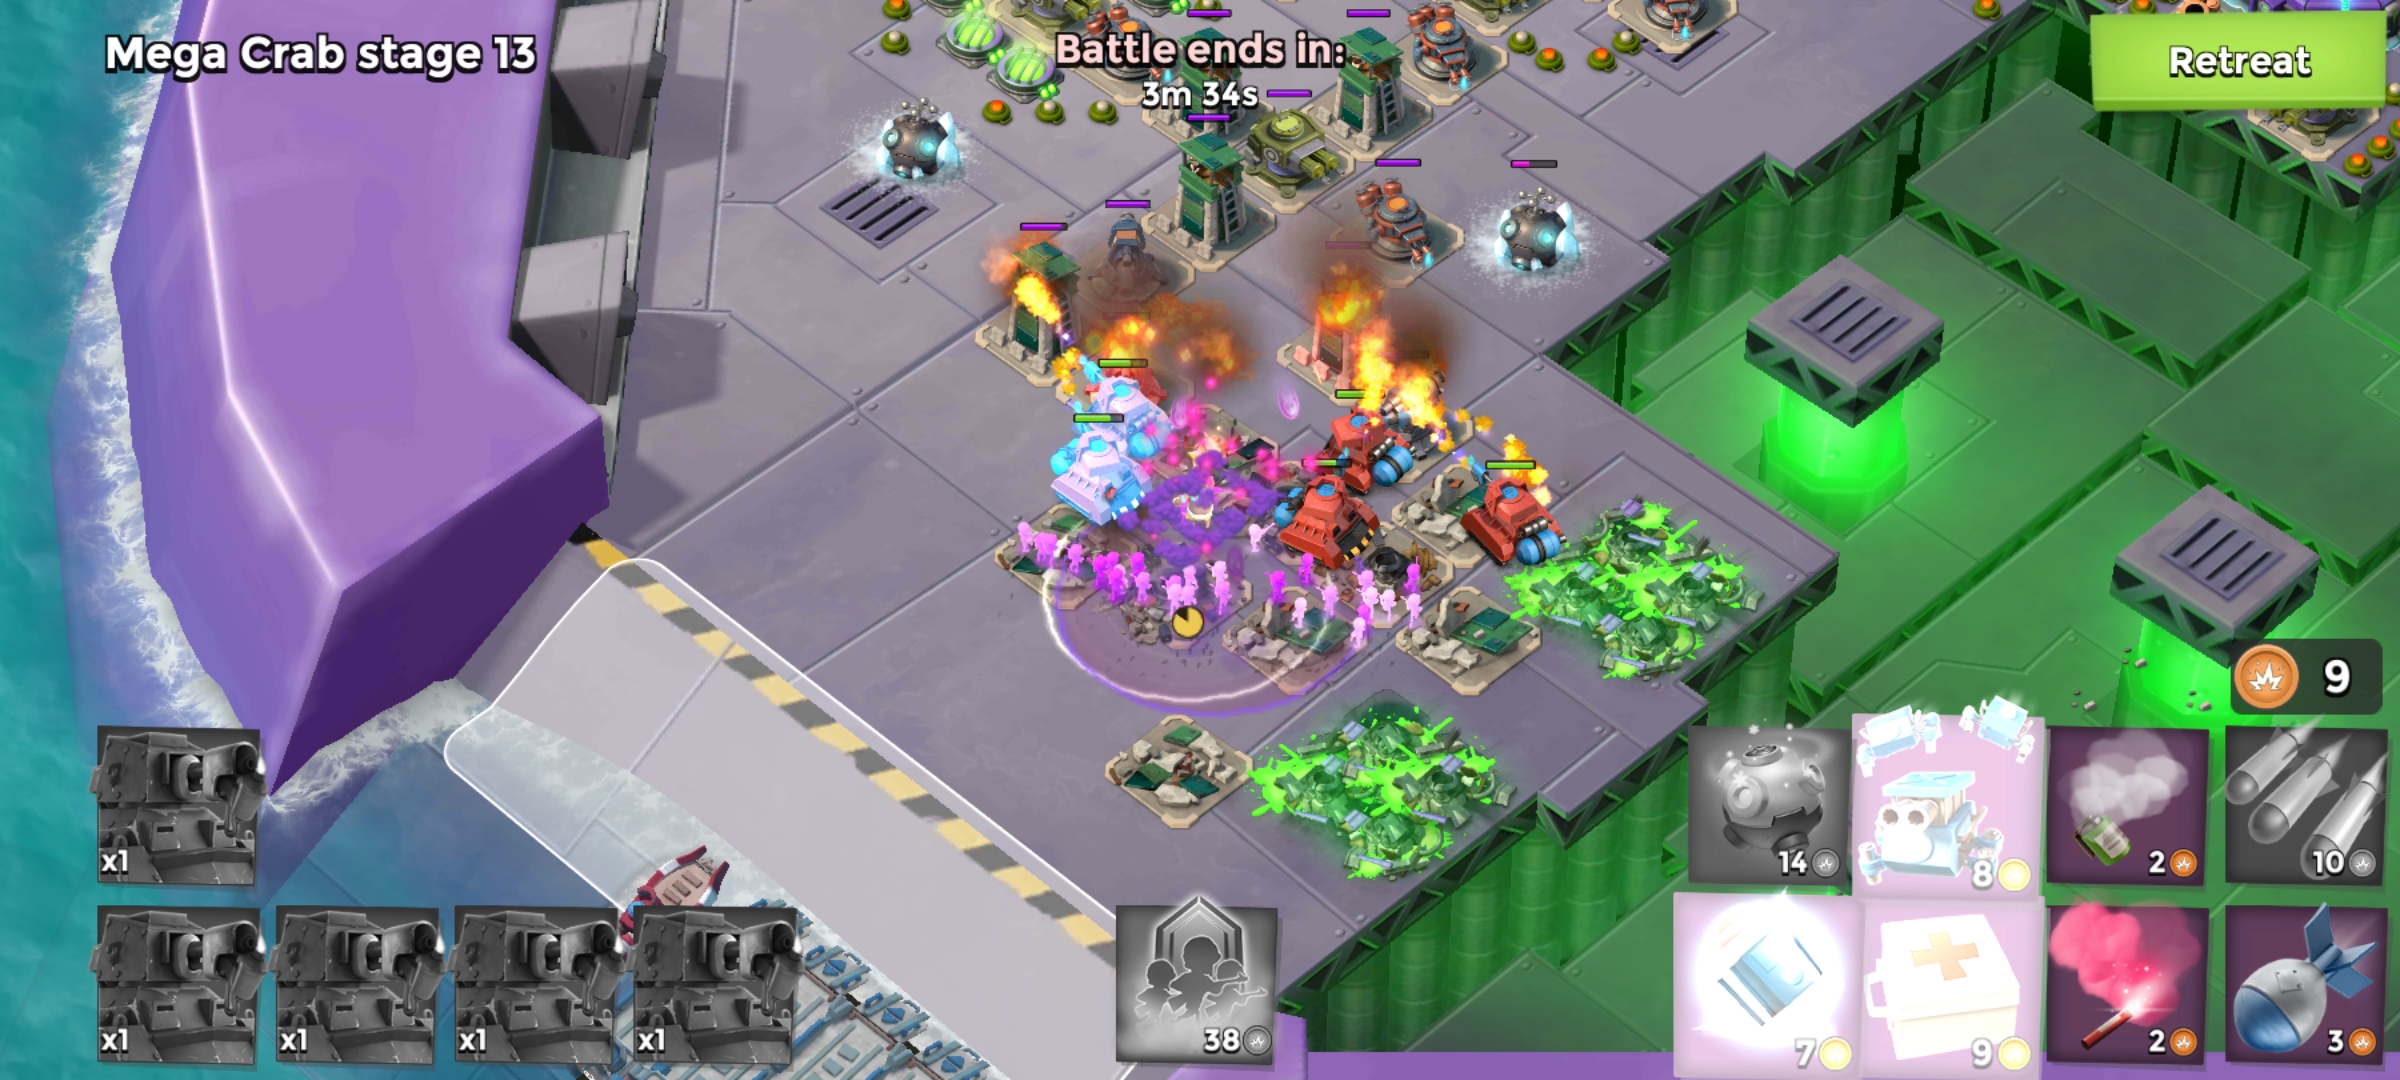 Mega Crab stage 13
Battle ends in:
3m 34s
Retreat
9
x1
14
8
2
10
x1
x1
x1
x1
38
7
9
2
3